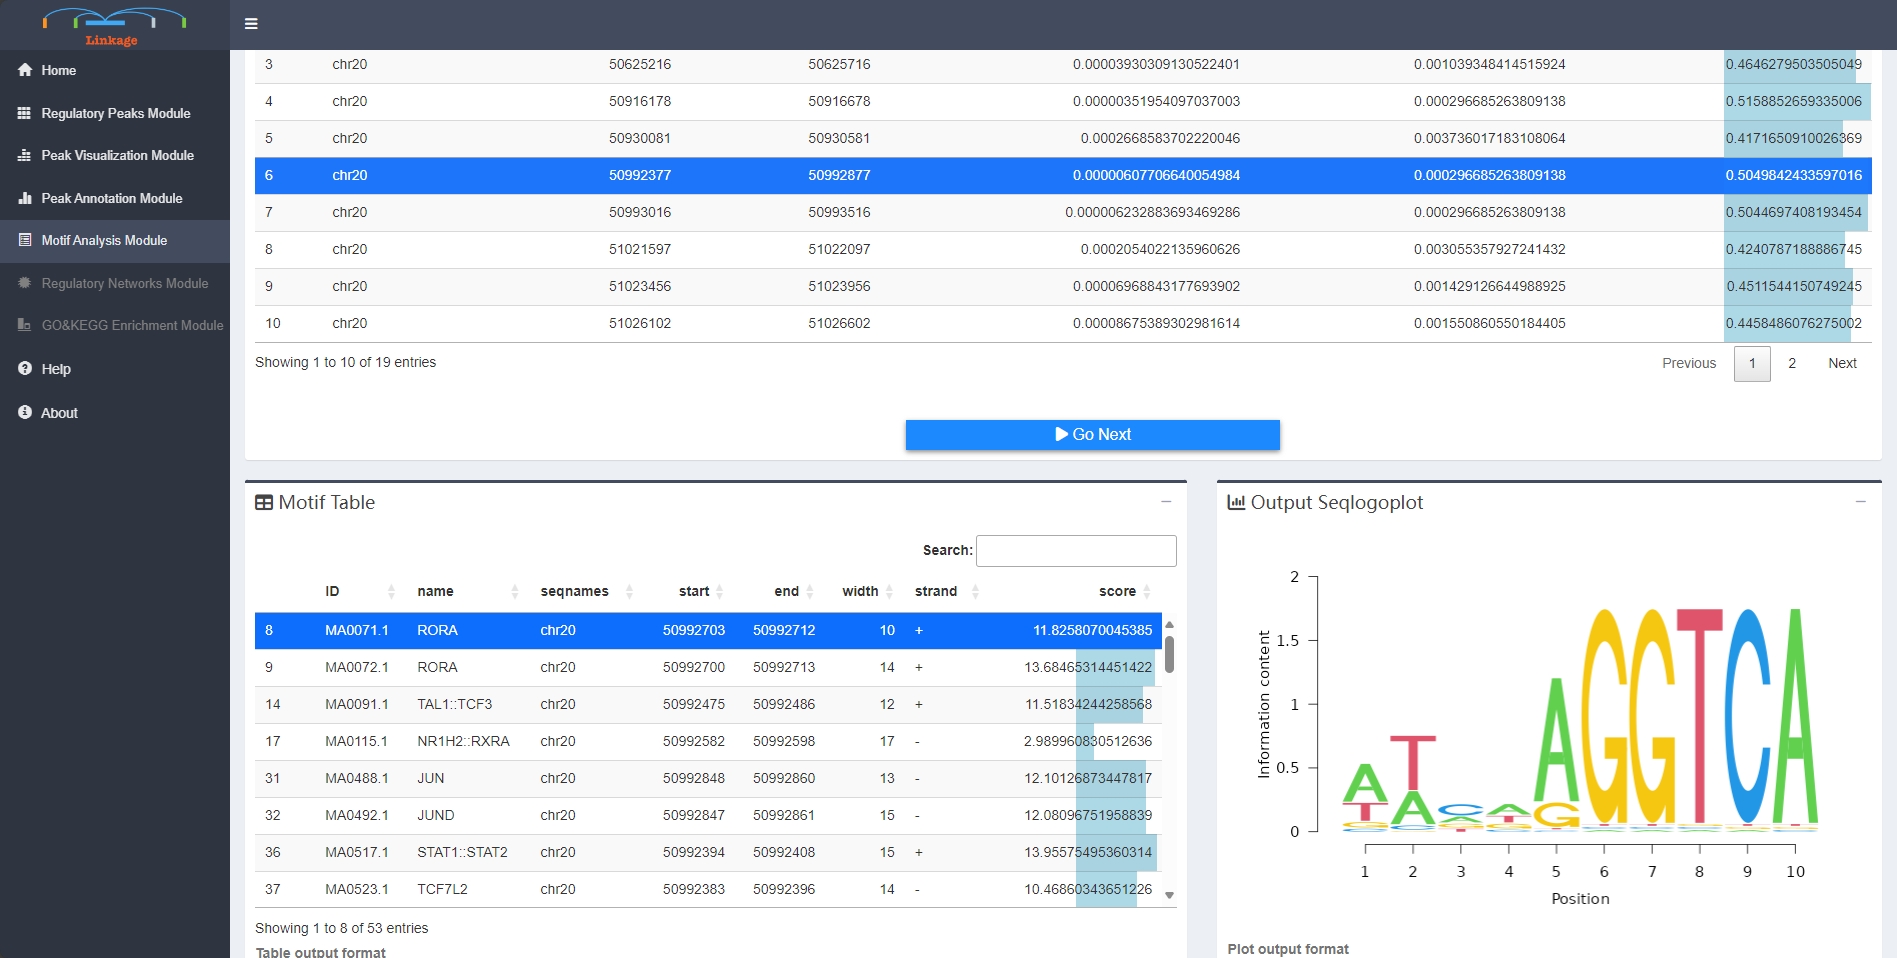 Linkage
Home
Regulatory Peaks Module
Peak Visualization Module
Peak Annotation Module
Motif Analysis Module
Regulatory Networks Module
GO&KEGG Enrichment Module
Help
About
3 chr20 50625216 50625716 0.00003930309130522401 0.001039348414515924 0.4646279503505049
4 chr20 50916178 50916678 0.00000351954097037003 0.000296685263809138 0.5158852659335006
5 chr20 50930081 50930581 0.0002668583702220046 0.003736017183108064 0.4171650910026369
6 chr20 50992377 50992877 0.00000607706640054984 0.000296685263809138 0.5049842433597016
7 chr20 50993016 50993516 0.000006232883693469286 0.000296685263809138 0.5044697408193454
8 chr20 51021597 51022097 0.0002054022135960626 0.003055357927241432 0.4240787188886745
9 chr20 51023456 51023956 0.00006968843177693902 0.001429126644988925 0.4511544150749245
10 chr20 51026102 51026602 0.00008675389302981614 0.001550860550184405 0.4458486076275002
Showing 1 to 10 of 19 entries
Previous 1 2 Next
Go Next
Motif Table
Search:
ID name seqnames start end width strand score
8 MA0071.1 RORA chr20 50992703 50992712 10 + 11.8258070045385
9 MA0072.1 RORA chr20 50992700 50992713 14 + 13.68465314451422
14 MA0091.1 TAL1::TCF3 chr20 50992475 50992486 12 + 11.51834244258568
17 MA0115.1 NR1H2::RXRA chr20 50992582 50992598 17 - 2.989960830512636
31 MA0488.1 JUN chr20 50992848 50992860 13 - 12.10126873447817
32 MA0492.1 JUND chr20 50992847 50992861 15 - 12.08096751958839
36 MA0517.1 STAT1::STAT2 chr20 50992394 50992408 15 + 13.95575495360314
37 MA0523.1 TCF7L2 chr20 50992383 50992396 14 - 10.46860343651226
Showing 1 to 8 of 53 entries
Table output format
Output Seqlogoplot
Information content
2
1.5
1
0.5
0
A T A A G G T C A
T A C A G
1 2 3 4 5 6 7 8 9 10
Position
Plot output format